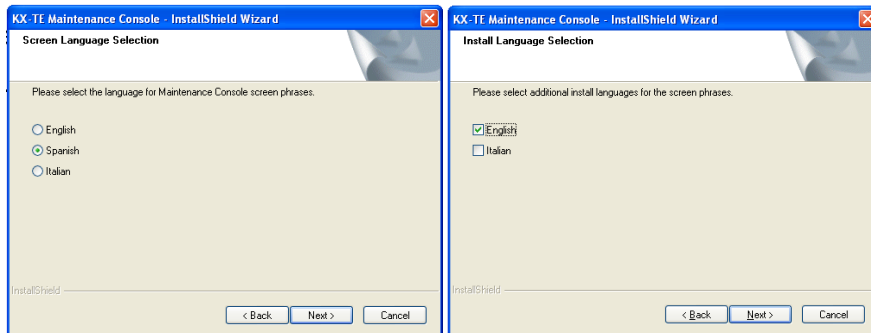 KX-TE Maintenance Console - InstallShield Wizard
Screen Language Selection
Please select the language for Maintenance Console screen phrases.
English
Spanish
Italian
InstallShield
< Back
Next >
Cancel
KX-TE Maintenance Console - InstallShield Wizard
Install Language Selection
Please select additional install languages for the screen phrases.
English
Italian
InstallShield
< Back
Next >
Cancel